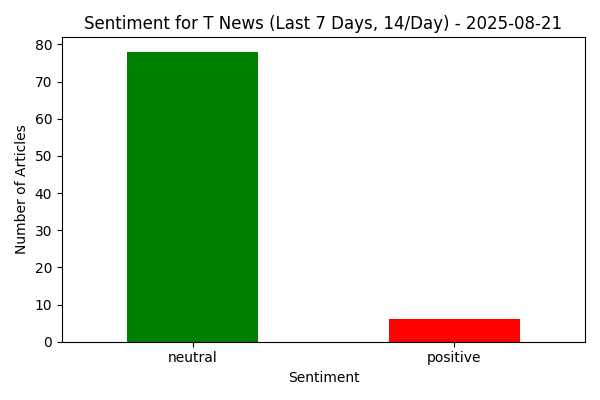 Sentiment for T News (Last 7 Days, 14/Day) - 2025-08-21
Number of Articles
80
70
60
50
40
30
20
10
0
neutral
positive
Sentiment